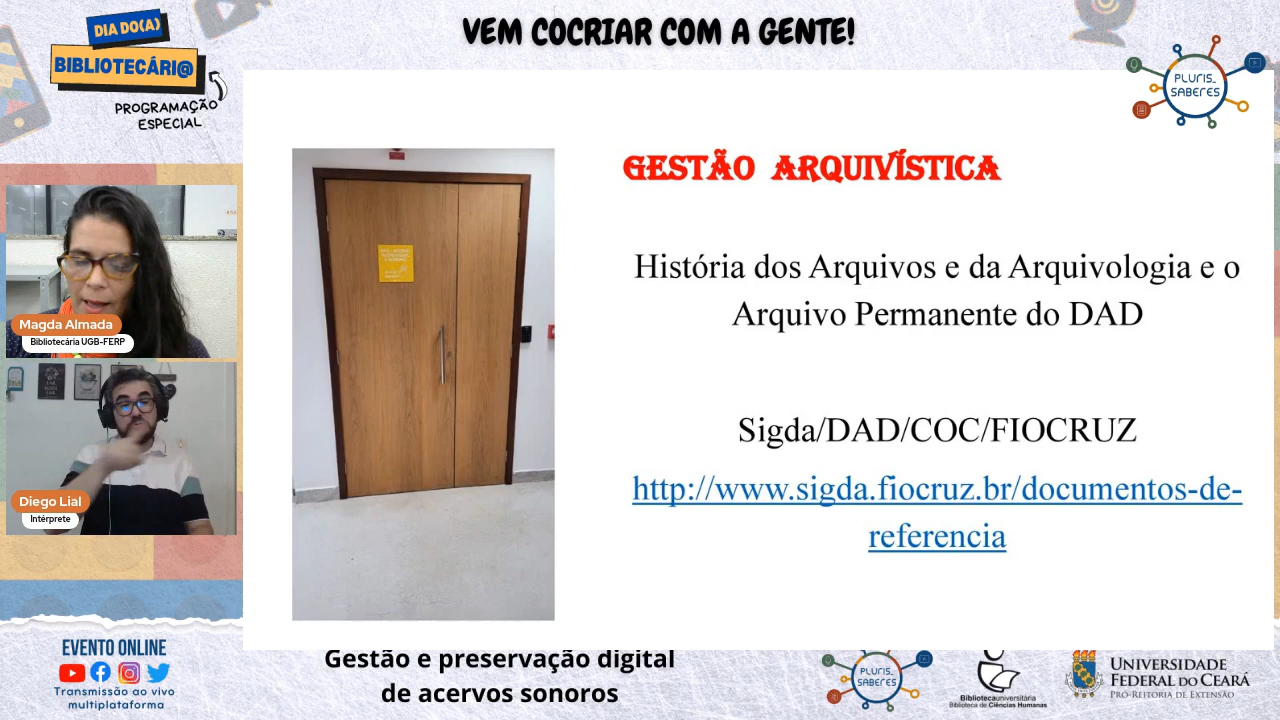 VEM COCRIAR COM A GENTE!
DIA DO(A)
BIBLIOTECÁRI@
PROGRAMAÇÃO
ESPECIAL
PLURIS_
SABERES
GESTÃO ARQUIVÍSTICA
História dos Arquivos e da Arquivologia e o
Arquivo Permanente do DAD
Sigda/DAD/COC/FIOCRUZ
http://www.sigda.fiocruz.br/documentos-de-
referencia
Magda Almada
Bibliotecária UGB-FERP
Diego Lial
Intérprete
EVENTO ONLINE
Transmissão ao vivo
multiplataforma
Gestão e preservação digital
de acervos sonoros
PLURIS_
SABERES
Bibliotecauniversitária
Biblioteca de Ciências Humanas
UNIVERSIDADE
FEDERAL DO CEARÁ
PRÓ-REITORIA DE EXTENSÃO